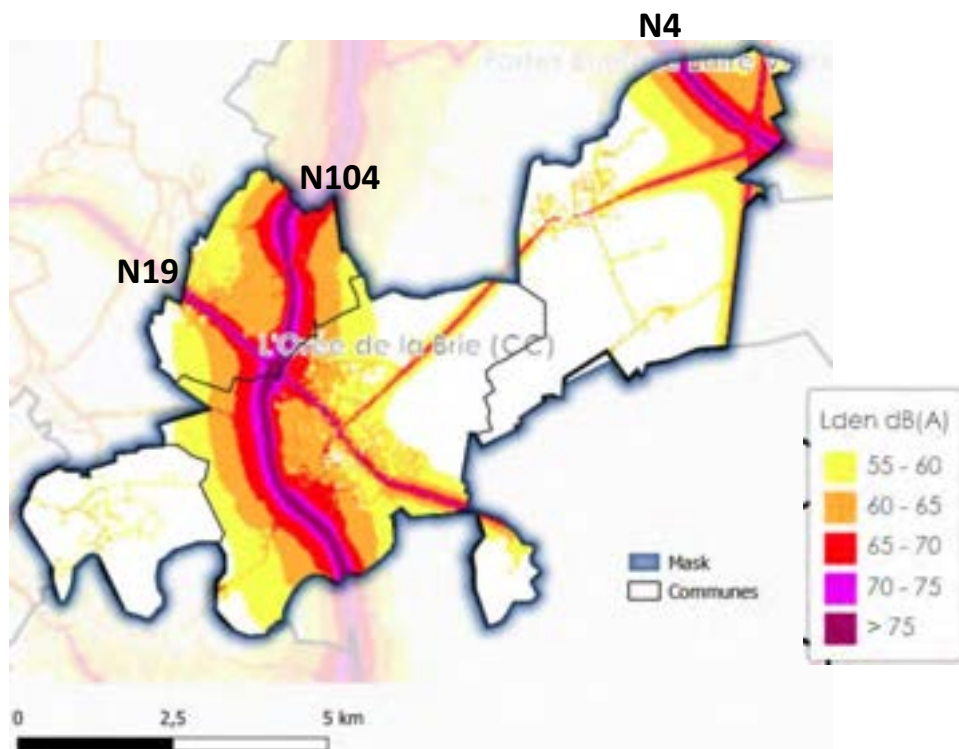 N4
N104
N19
L'Orée de la Brie (CC)
Lden dB(A)
55 - 60
60 - 65
65 - 70
70 - 75
> 75
Mask
Communes
0 2,5 5 km